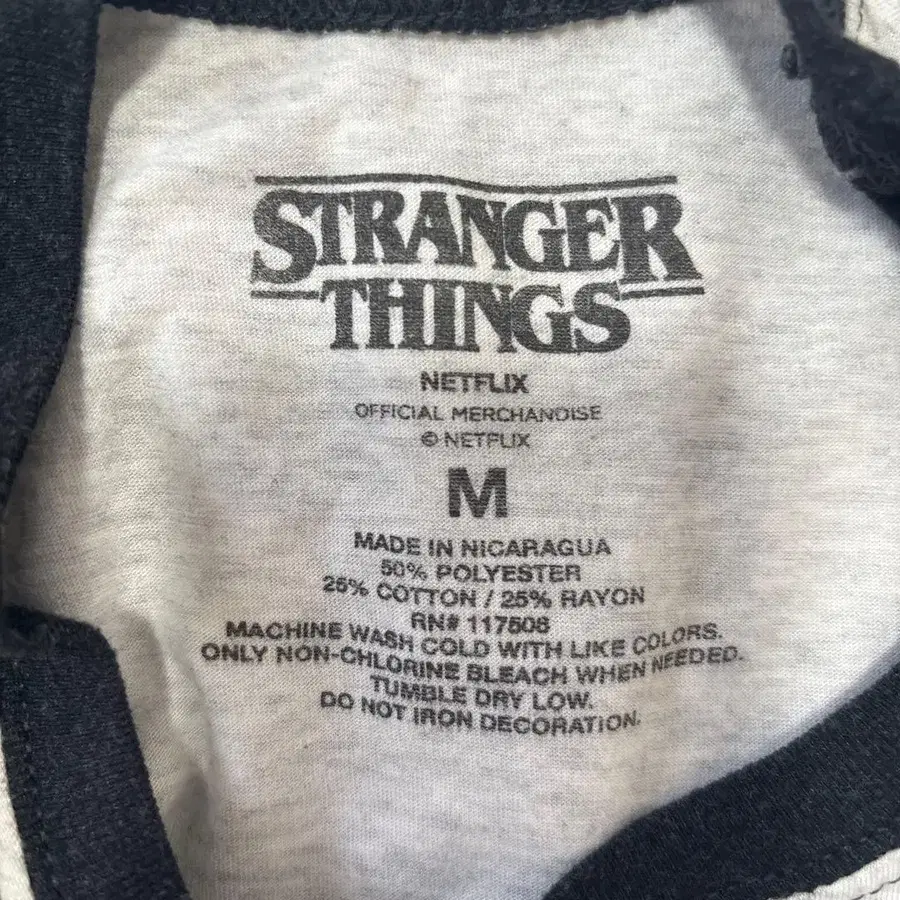 STRANGER
THINGS
NETFLIX
OFFICIAL MERCHANDISE
© NETFLIX
M
MADE IN NICARAGUA
50% POLYESTER
25% COTTON / 25% RAYON
RN# 117508
MACHINE WASH COLD WITH LIKE COLORS.
ONLY NON-CHLORINE BLEACH WHEN NEEDED.
TUMBLE DRY LOW.
DO NOT IRON DECORATION.